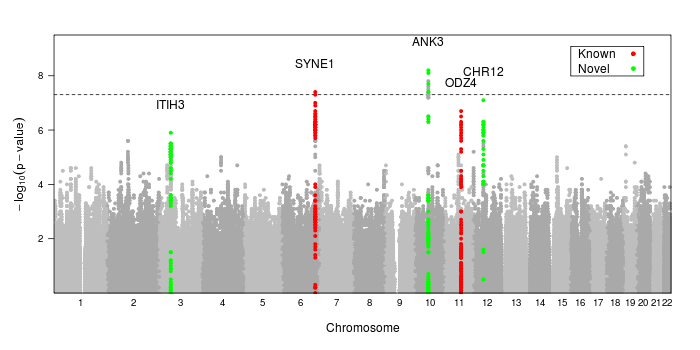 ANK3
Known
Novel
SYNE1
CHR12
ODZ4
ITIH3
8
6
4
2
− log10(p − value)
1 2 3 4 5 6 7 8 9 10 11 12 13 14 15 16 17 18 19 20 21 22
Chromosome